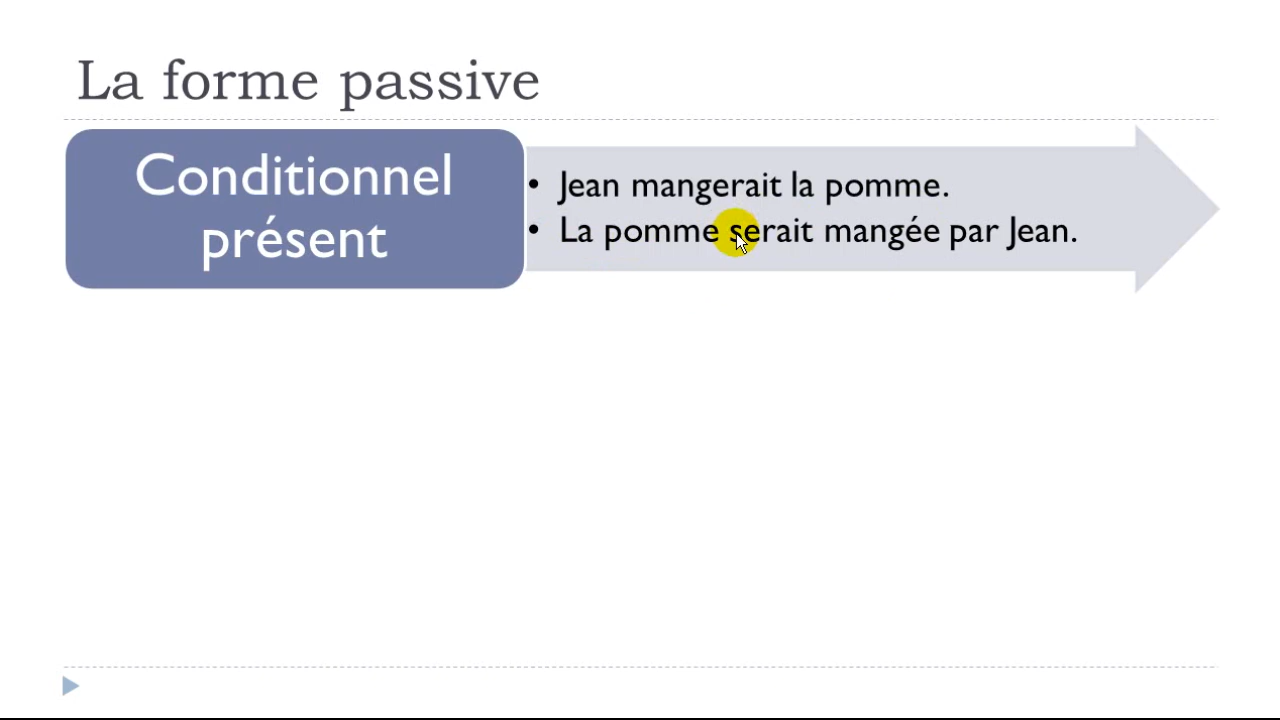 La forme passive
Conditionnel
présent
• Jean mangerait la pomme.
• La pomme serait mangée par Jean.